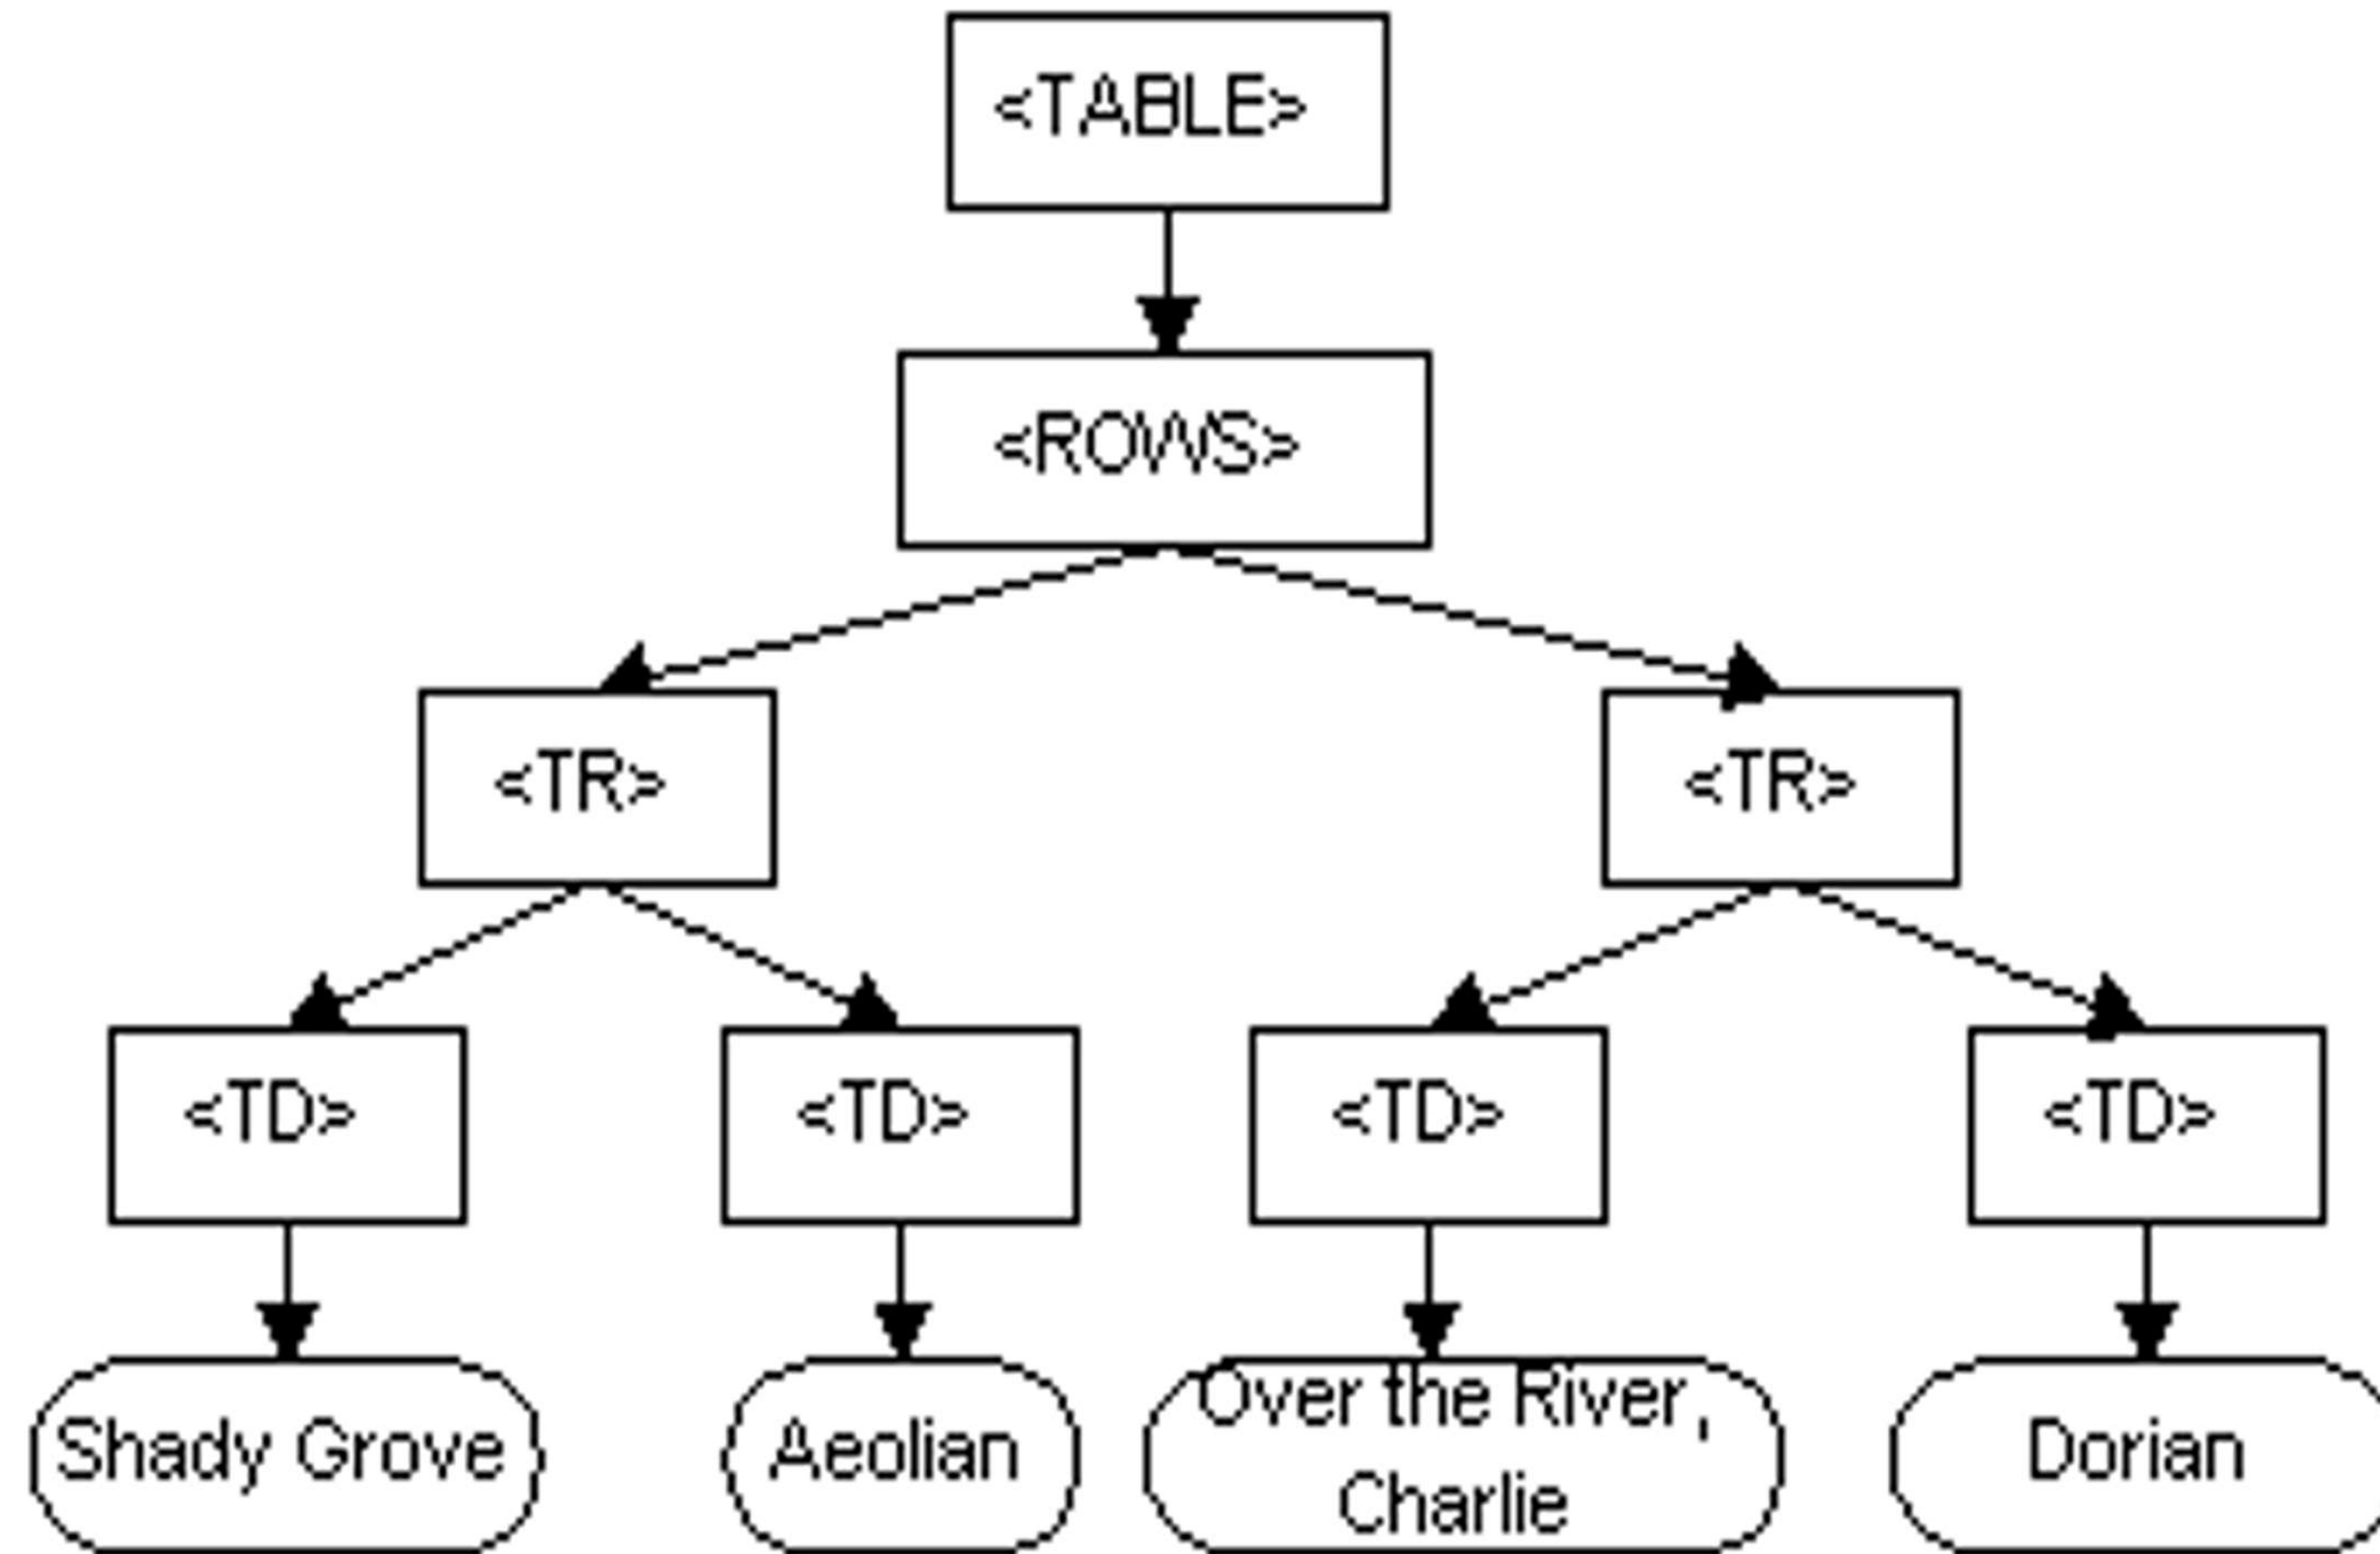 <TABLE>
<ROWS>
<TR>
<TR>
<TD>
<TD>
<TD>
<TD>
Shady Grove
Aeolian
Over the River,
Charlie
Dorian